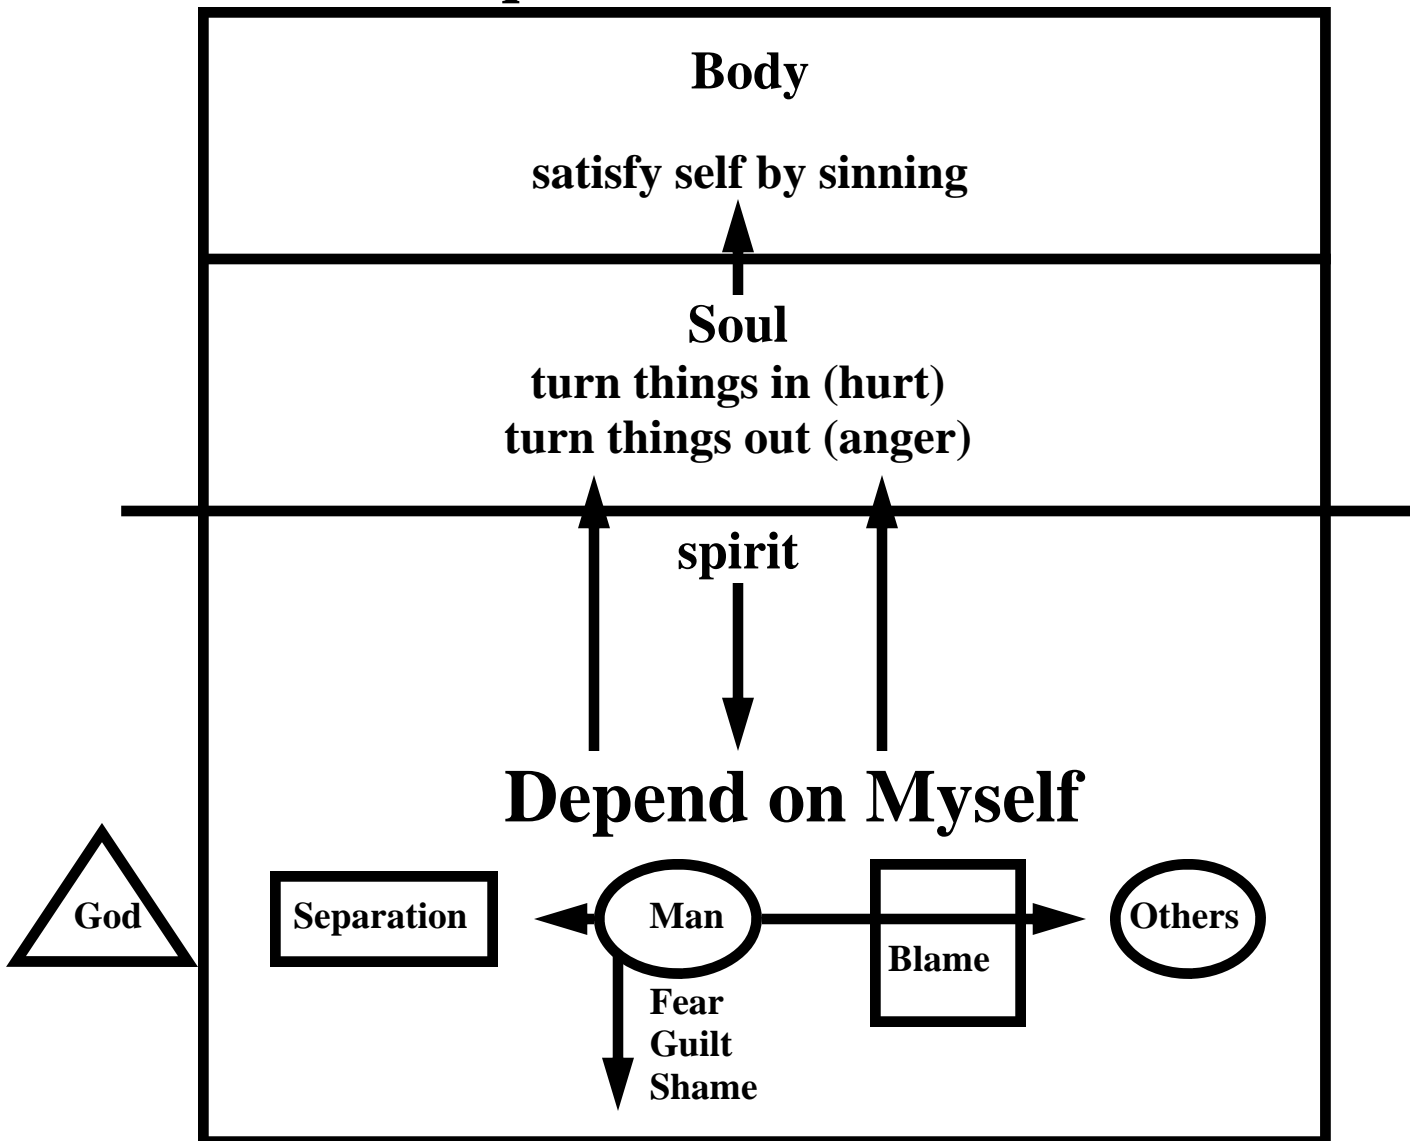 Body
satisfy self by sinning
Soul
turn things in (hurt)
turn things out (anger)
spirit
Depend on Myself
God
Separation
Man
Blame
Others
Fear
Guilt
Shame